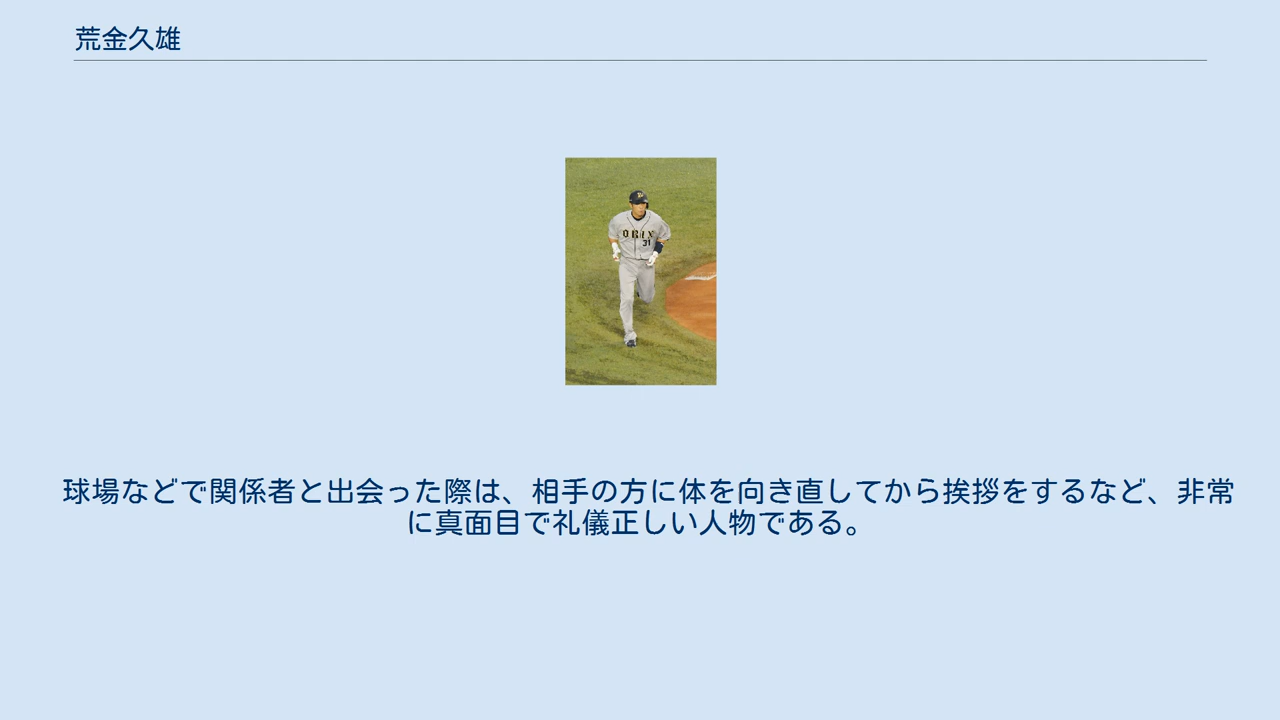 荒金久雄
ORIX
31
球場などで関係者と出会った際は、相手の方に体を向き直してから挨拶をするなど、非常
に真面目で礼儀正しい人物である。